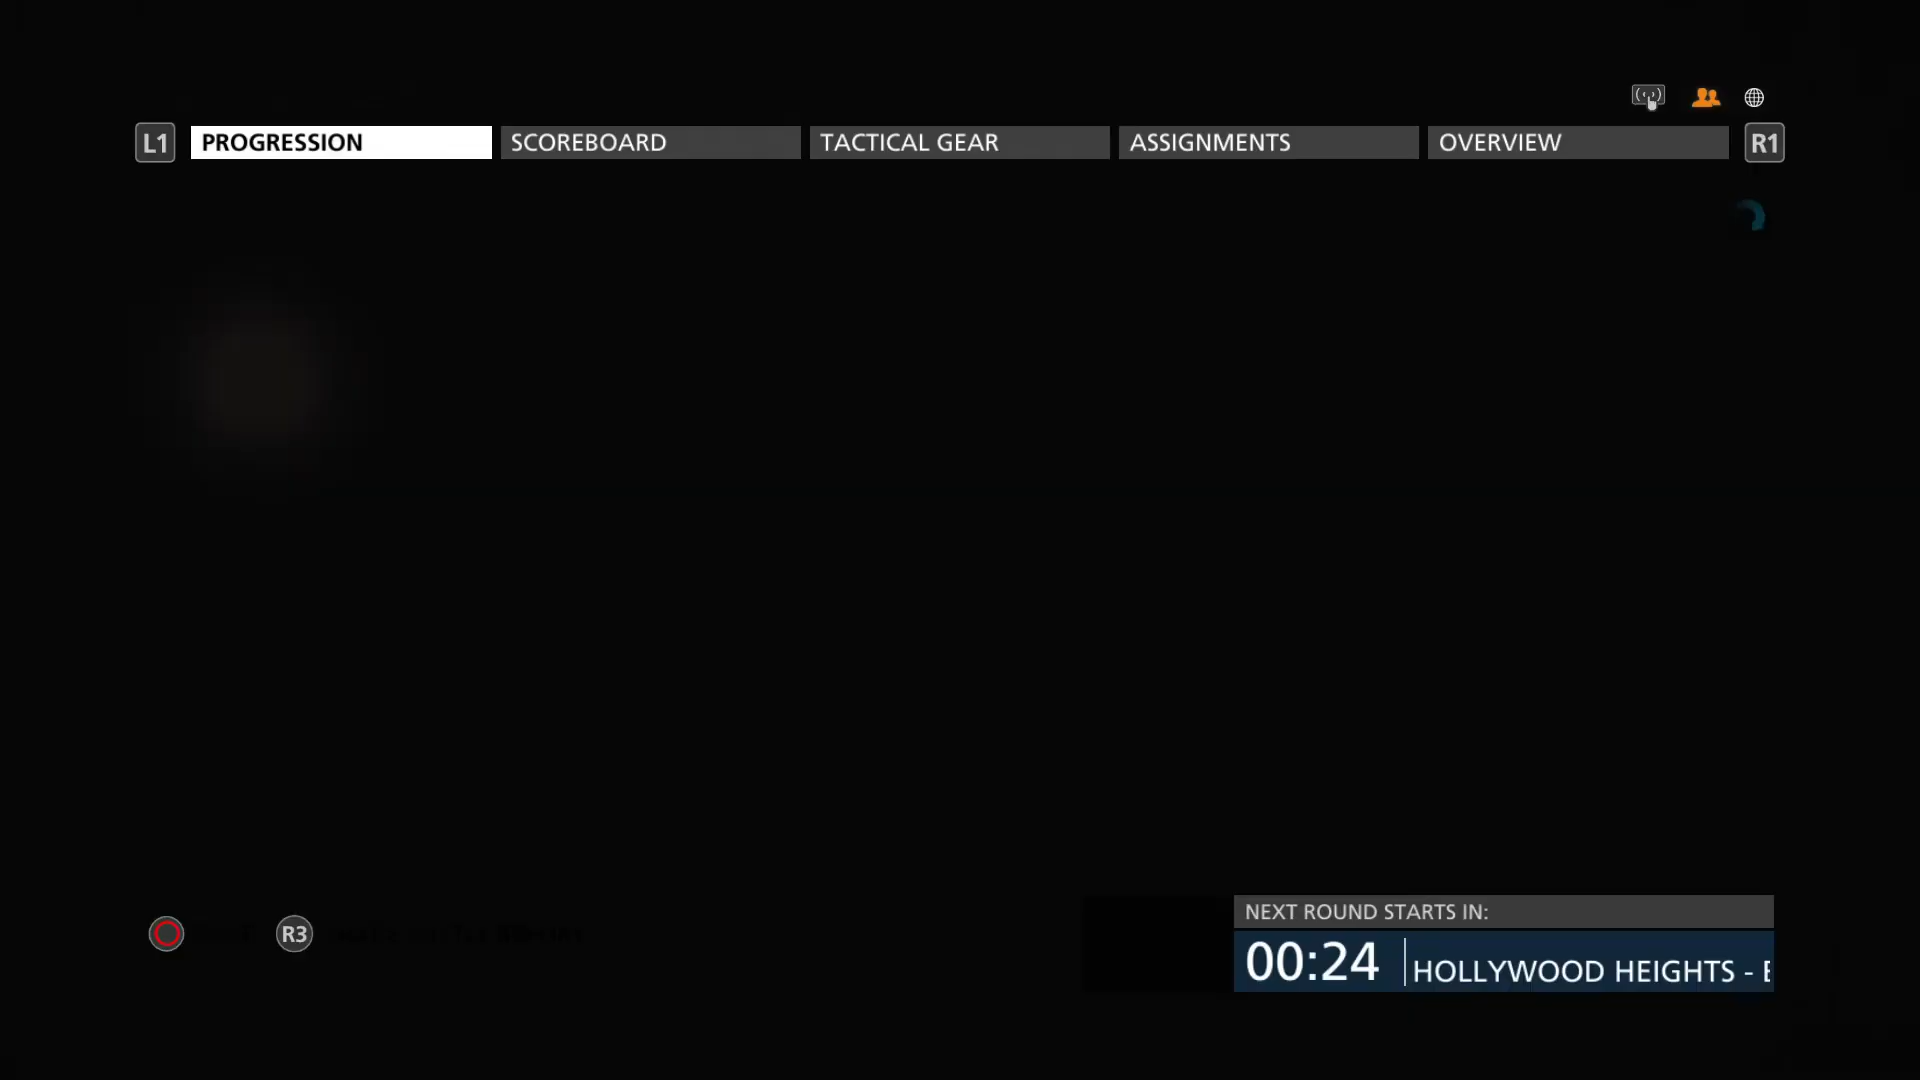 L1 PROGRESSION SCOREBOARD TACTICAL GEAR ASSIGNMENTS OVERVIEW R1
R3
NEXT ROUND STARTS IN:
00:24 HOLLYWOOD HEIGHTS -